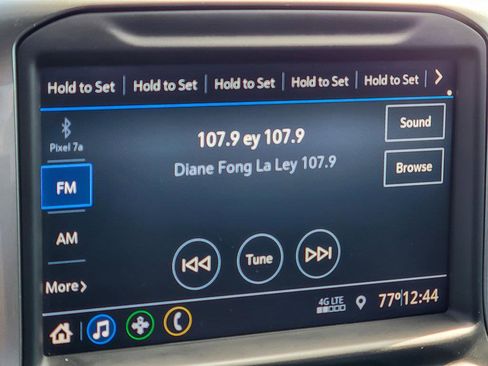 Hold to Set Hold to Set Hold to Set Hold to Set Hold to Set
Pixel 7a
107.9 ey 107.9
Sound
Diane Fong La Ley 107.9
Browse
FM
AM
Tune
More
4G LTE
77° 12:44